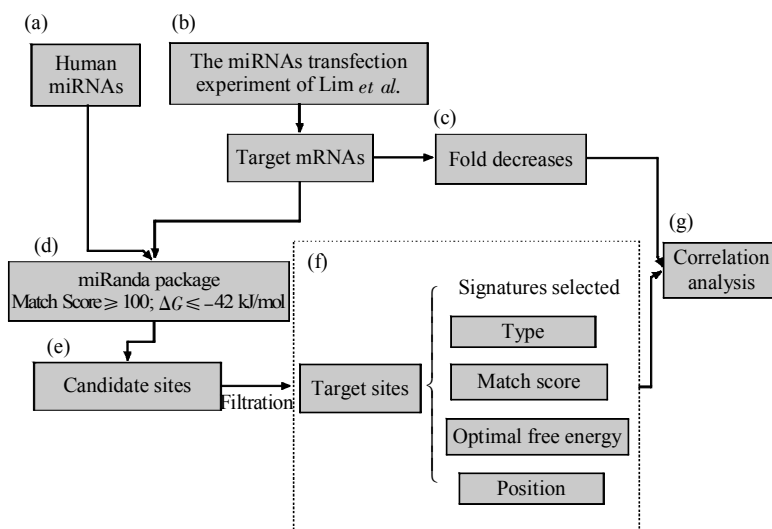 (a)
Human
miRNAs
(b)
The miRNAs transfection
experiment of Lim et al.
Target mRNAs
(c)
Fold decreases
(d)
miRanda package
Match Score≥100; ΔG≤−42 kJ/mol
(e)
Candidate sites
Filtration
(f)
Target sites
Signatures selected
Type
Match score
Optimal free energy
Position
(g)
Correlation
analysis